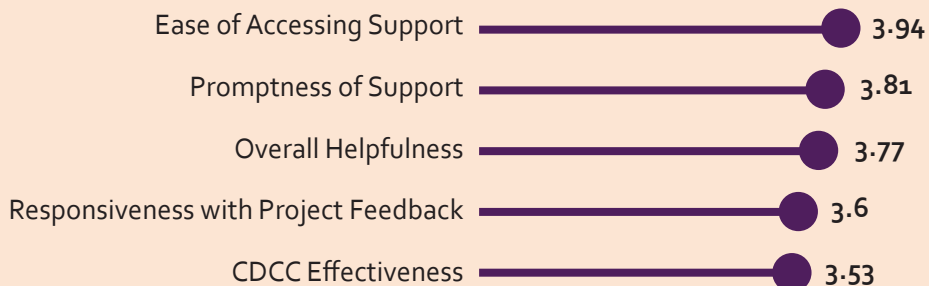 Ease of Accessing Support 3.94
Promptness of Support 3.81
Overall Helpfulness 3.77
Responsiveness with Project Feedback 3.6
CDCC Effectiveness 3.53